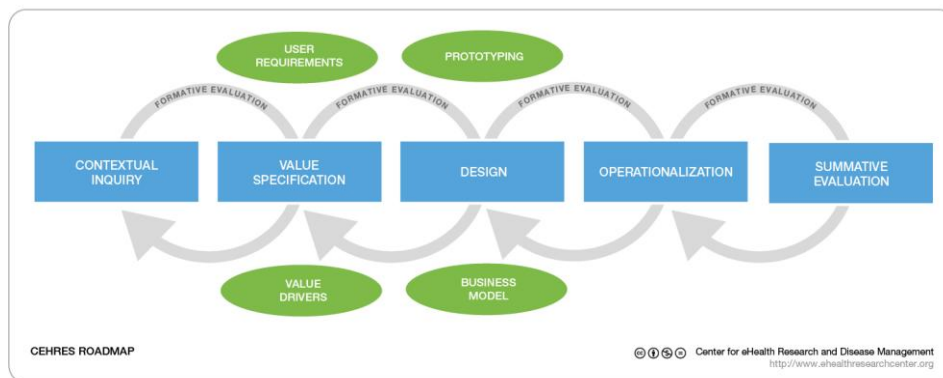 USER
REQUIREMENTS
PROTOTYPING
FORMATIVE EVALUATION
FORMATIVE EVALUATION
FORMATIVE EVALUATION
FORMATIVE EVALUATION
CONTEXTUAL
INQUIRY
VALUE
SPECIFICATION
DESIGN
OPERATIONALIZATION
SUMMATIVE
EVALUATION
VALUE
DRIVERS
BUSINESS
MODEL
CEHRES ROADMAP
Center for eHealth Research and Disease Management
http://www.ehealthresearchcenter.org